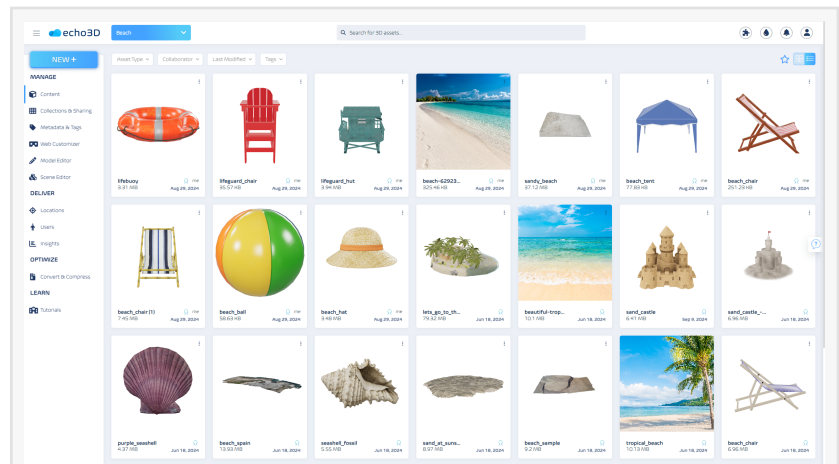 echo3D
Beach
Search for 3D assets...
NEW +
Asset Type
Collaborator
Last Modified
Tags
MANAGE
Content
Collections & Sharing
Metadata & Tags
Web Customizer
Model Editor
Scene Editor
DELIVER
Locations
Users
Insights
OPTIMIZE
Convert & Compress
LEARN
Tutorials
lifebuoy me
3.31 MB Aug 29, 2024
lifeguard_chair me
35.57 KB Aug 29, 2024
lifeguard_hut me
3.94 MB Aug 29, 2024
beach-62923... me
325.46 KB Aug 29, 2024
sandy_beach me
37.12 MB Aug 29, 2024
beach_tent me
77.83 KB Aug 29, 2024
beach_chair me
251.23 KB Aug 29, 2024
beach_chair (1)
7.45 MB Aug 29, 2024
beach_ball
58.63 KB Aug 29, 2024
beach_hat
3.48 MB Aug 29, 2024
lets_go_to_th...
79.32 MB Jun 18, 2024
beautiful-trop...
10.1 MB Jun 18, 2024
sand_castle
6.41 MB Sep 9, 2024
sand_castle_-...
6.96 MB Jun 18, 2024
purple_seashell
4.37 MB Jun 18, 2024
beach_spain
13.93 MB Jun 18, 2024
seashell_fossil
5.55 MB Jun 18, 2024
sand_at_suns...
8.97 MB Jun 18, 2024
beach_sample
9.2 MB Jun 18, 2024
tropical_beach
10.13 MB Jun 18, 2024
beach_chair
6.96 MB Jun 18, 2024